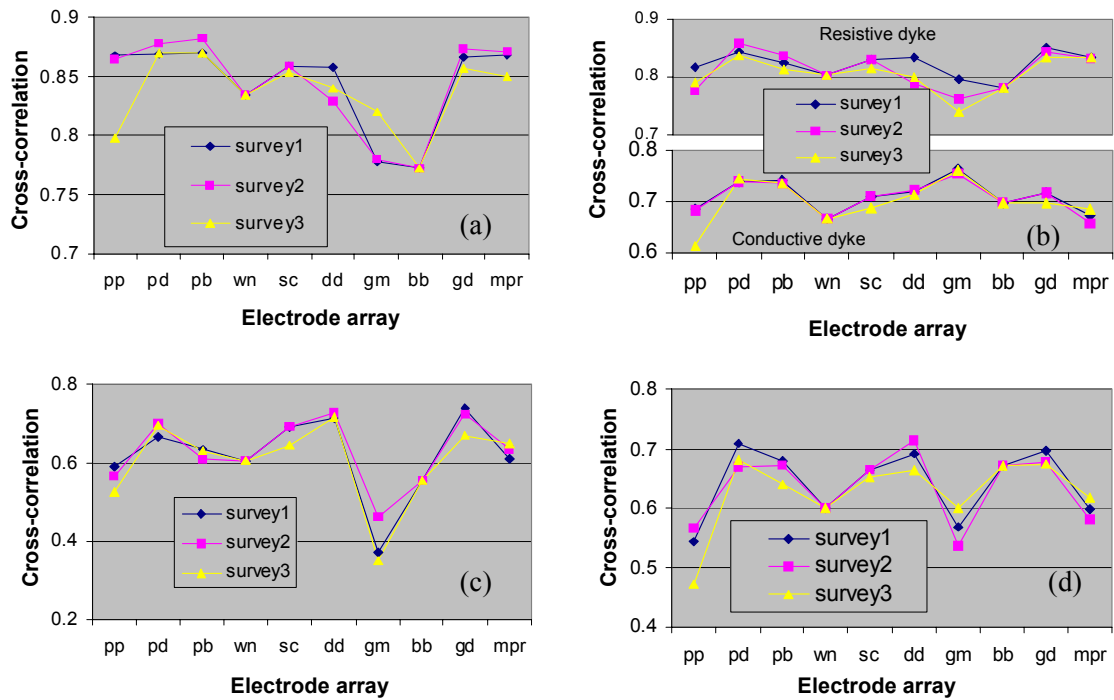 0.9
0.85
0.8
0.75
0.7
Cross-correlation
survey1
survey2
survey3
(a)
pp pd pb wn sc dd gm bb gd mpr
Electrode array
0.9
0.8
0.7
0.8
0.7
0.6
Cross-correlation
Resistive dyke
survey1
survey2
survey3
Conductive dyke
(b)
pp pd pb wn sc dd gm bb gd mpr
Electrode array
0.8
0.6
0.4
0.2
Cross-correlation
survey1
survey2
survey3
(c)
pp pd pb wn sc dd gm bb gd mpr
Electrode array
0.8
0.7
0.6
0.5
0.4
Cross-correlation
survey1
survey2
survey3
(d)
pp pd pb wn sc dd gm bb gd mpr
Electrode array